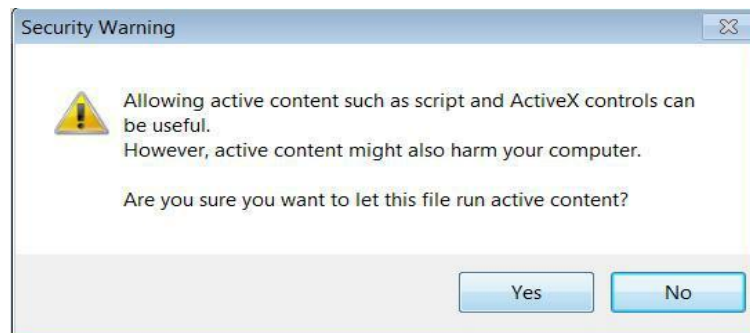 Security Warning
Allowing active content such as script and ActiveX controls can
be useful.
However, active content might also harm your computer.
Are you sure you want to let this file run active content?
Yes
No